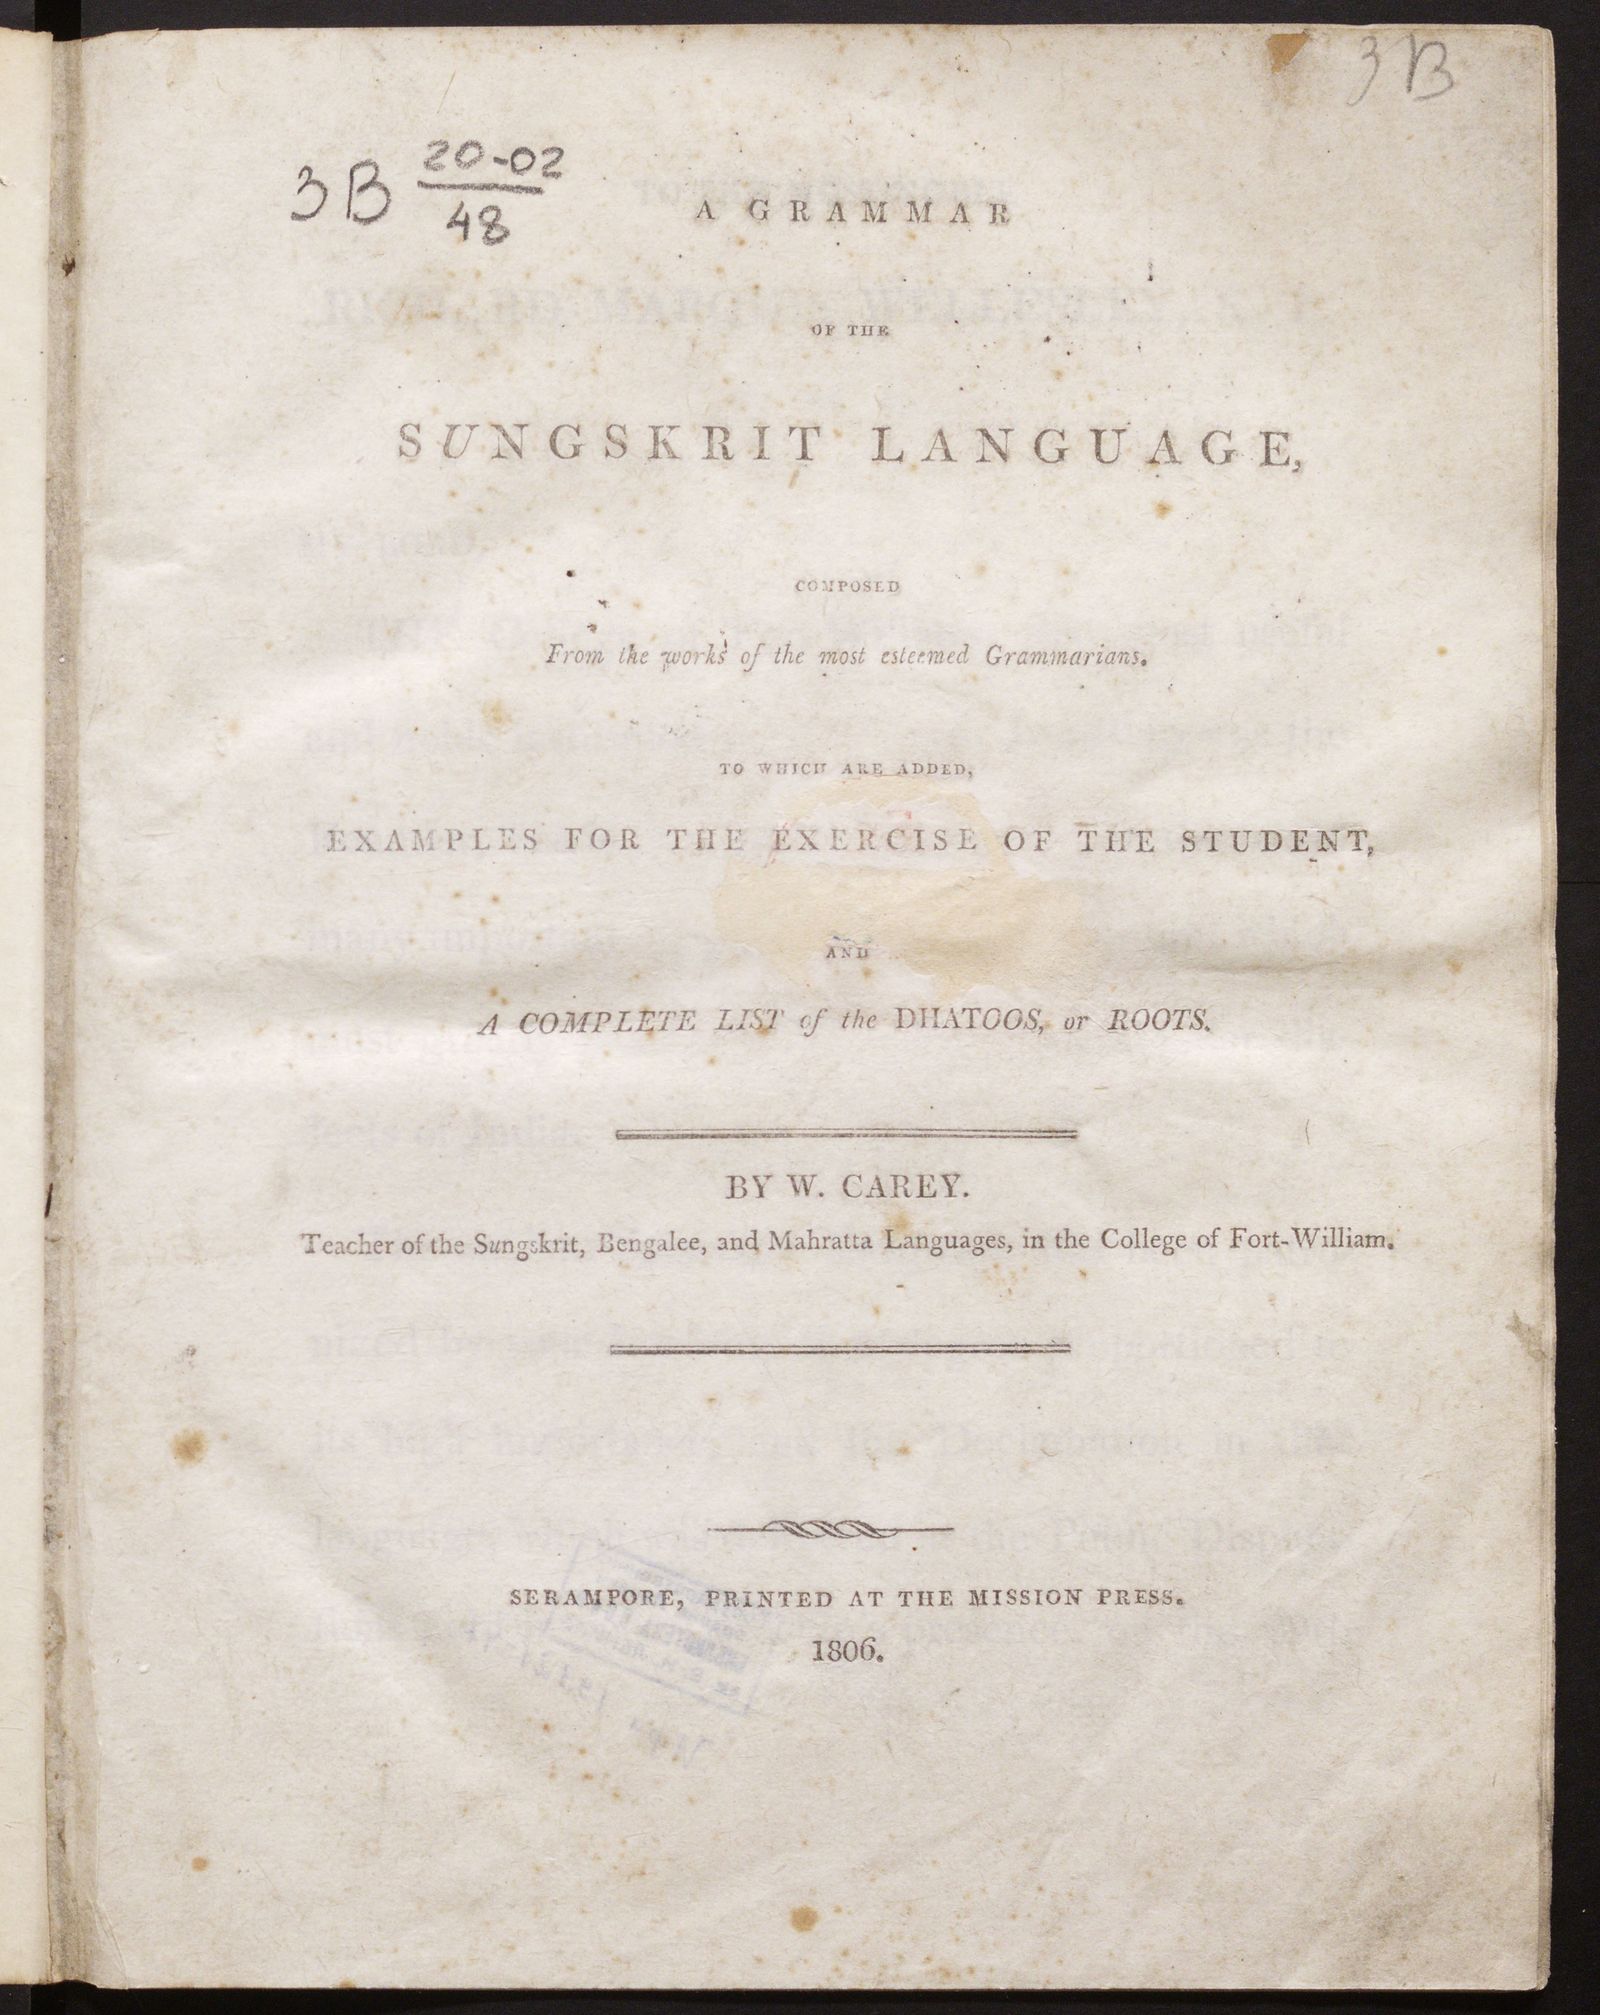 3B
3B 20-02
48
A GRAMMAR
OF THE
SUNGSKRIT LANGUAGE,
COMPOSED
From the works of the most esteemed Grammarians.
TO WHICH ARE ADDED,
EXAMPLES FOR THE EXERCISE OF THE STUDENT,
AND
A COMPLETE LIST of the DHATOOS, or ROOTS.
BY W. CAREY.
Teacher of the Sungskrit, Bengalee, and Mahratta Languages, in the College of Fort-William.
SERAMPORE, PRINTED AT THE MISSION PRESS.
1806.